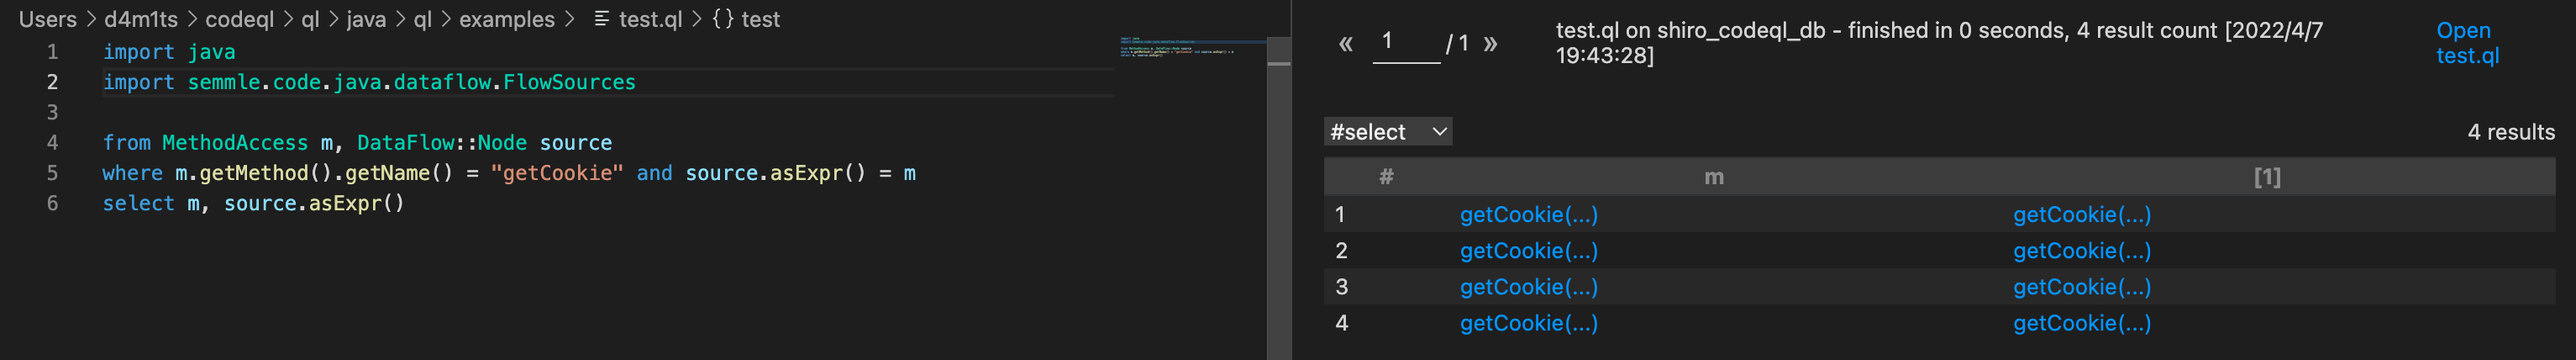 Users > d4m1ts > codeql > ql > java > ql > examples > test.ql > {} test
1 import java
2 import semmle.code.java.dataflow.FlowSources
3
4 from MethodAccess m, DataFlow::Node source
5 where m.getMethod().getName() = "getCookie" and source.asExpr() = m
6 select m, source.asExpr()
« 1 / 1 »
test.ql on shiro_codeql_db - finished in 0 seconds, 4 result count [2022/4/7
19:43:28]
Open
test.ql
#select
4 results
# m [1]
1 getCookie(...) getCookie(...)
2 getCookie(...) getCookie(...)
3 getCookie(...) getCookie(...)
4 getCookie(...) getCookie(...)